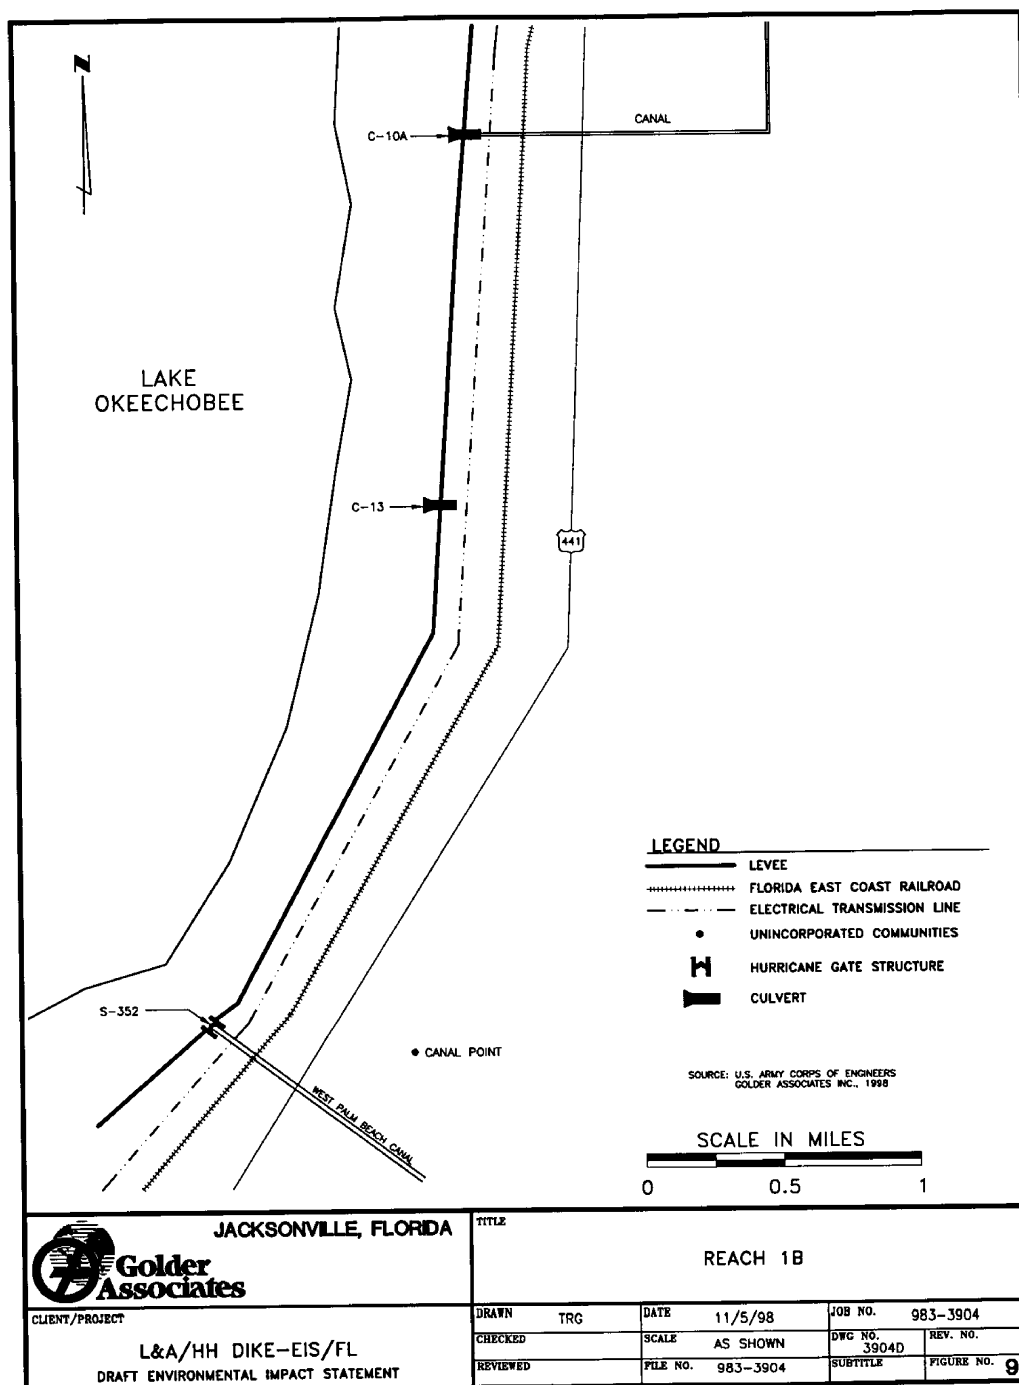 N
C-10A
CANAL
LAKE
OKEECHOBEE
C-13
441
LEGEND
LEVEE
FLORIDA EAST COAST RAILROAD
ELECTRICAL TRANSMISSION LINE
UNINCORPORATED COMMUNITIES
HURRICANE GATE STRUCTURE
CULVERT
S-352
CANAL POINT
WEST PALM BEACH CANAL
SOURCE: U.S. ARMY CORPS OF ENGINEERS
GOLDER ASSOCIATES INC., 1998
SCALE IN MILES
0 0.5 1
JACKSONVILLE, FLORIDA
Golder
Associates
TITLE
REACH 1B
CLIENT/PROJECT
L&A/HH DIKE-EIS/FL
DRAFT ENVIRONMENTAL IMPACT STATEMENT
DRAWN TRG DATE 11/5/98 JOB NO. 983-3904
CHECKED SCALE AS SHOWN DWG NO. 3904D REV. NO.
REVIEWED FILE NO. 983-3904 SUBTITLE FIGURE NO. 9